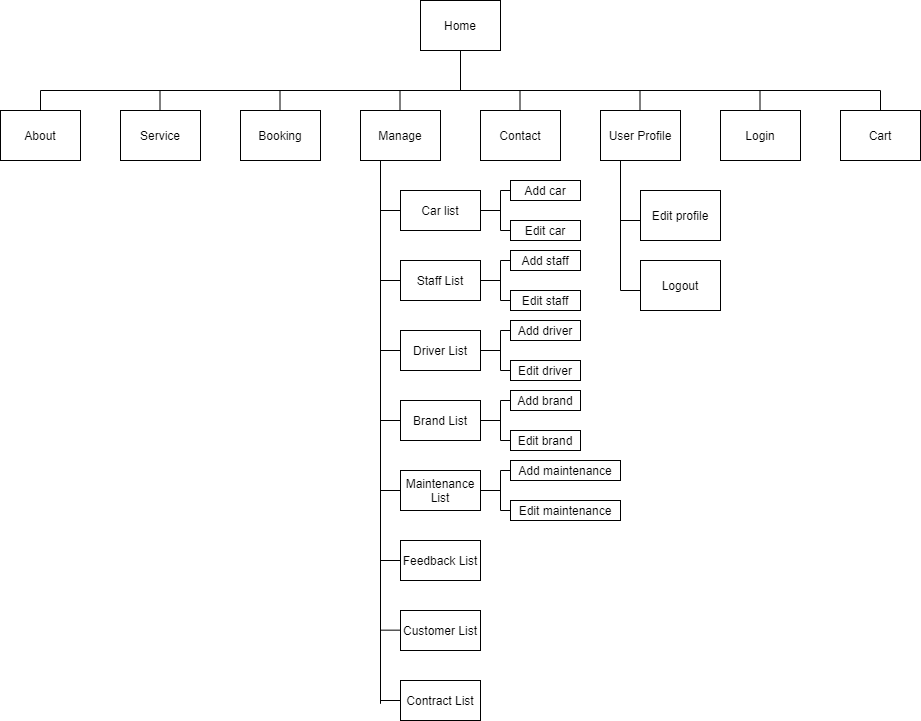 Home
About
Service
Booking
Manage
Contact
User Profile
Login
Cart
Car list
Add car
Edit car
Staff List
Add staff
Edit staff
Driver List
Add driver
Edit driver
Brand List
Add brand
Edit brand
Maintenance
List
Add maintenance
Edit maintenance
Feedback List
Customer List
Contract List
Edit profile
Logout